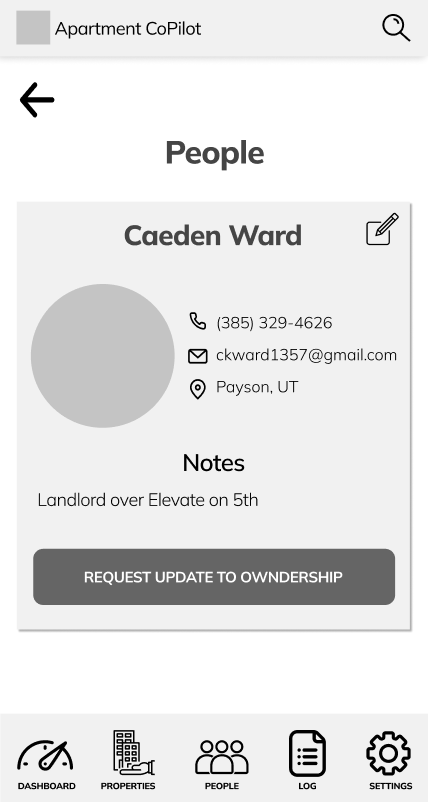 Apartment CoPilot
People
Caeden Ward
(385) 329-4626
ckward1357@gmail.com
Payson, UT
Notes
Landlord over Elevate on 5th
REQUEST UPDATE TO OWNDERSHIP
DASHBOARD PROPERTIES PEOPLE LOG SETTINGS